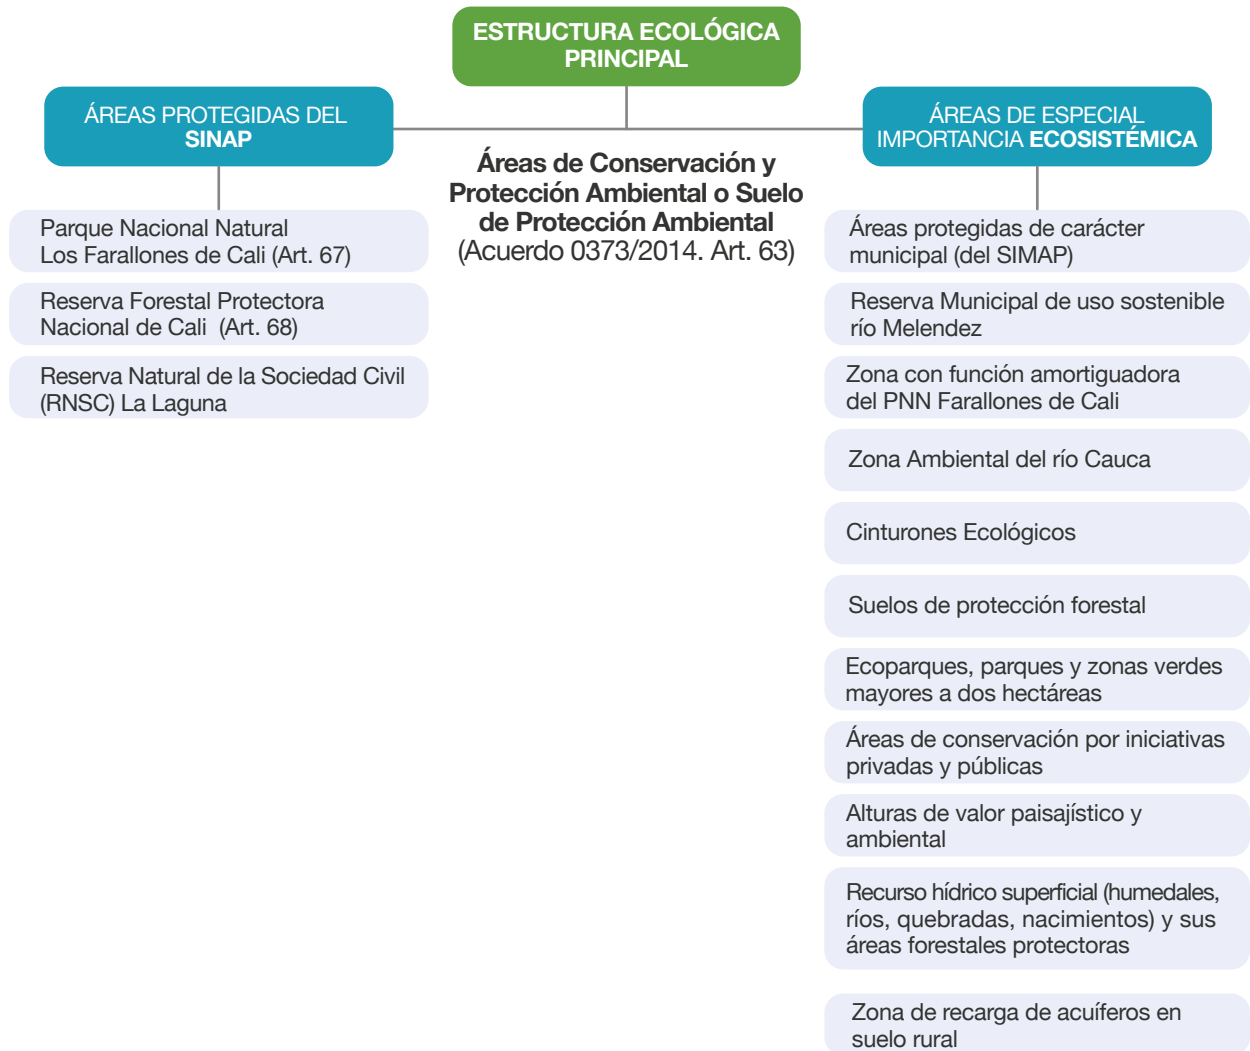 ESTRUCTURA ECOLÓGICA
PRINCIPAL
ÁREAS PROTEGIDAS DEL
SINAP
Parque Nacional Natural
Los Farallones de Cali (Art. 67)
Reserva Forestal Protectora
Nacional de Cali (Art. 68)
Reserva Natural de la Sociedad Civil
(RNSC) La Laguna
Áreas de Conservación y
Protección Ambiental o Suelo
de Protección Ambiental
(Acuerdo 0373/2014. Art. 63)
ÁREAS DE ESPECIAL
IMPORTANCIA ECOSISTÉMICA
Áreas protegidas de carácter
municipal (del SIMAP)
Reserva Municipal de uso sostenible
río Melendez
Zona con función amortiguadora
del PNN Farallones de Cali
Zona Ambiental del río Cauca
Cinturones Ecológicos
Suelos de protección forestal
Ecoparques, parques y zonas verdes
mayores a dos hectáreas
Áreas de conservación por iniciativas
privadas y públicas
Alturas de valor paisajístico y
ambiental
Recurso hídrico superficial (humedales,
ríos, quebradas, nacimientos) y sus
áreas forestales protectoras
Zona de recarga de acuíferos en
suelo rural